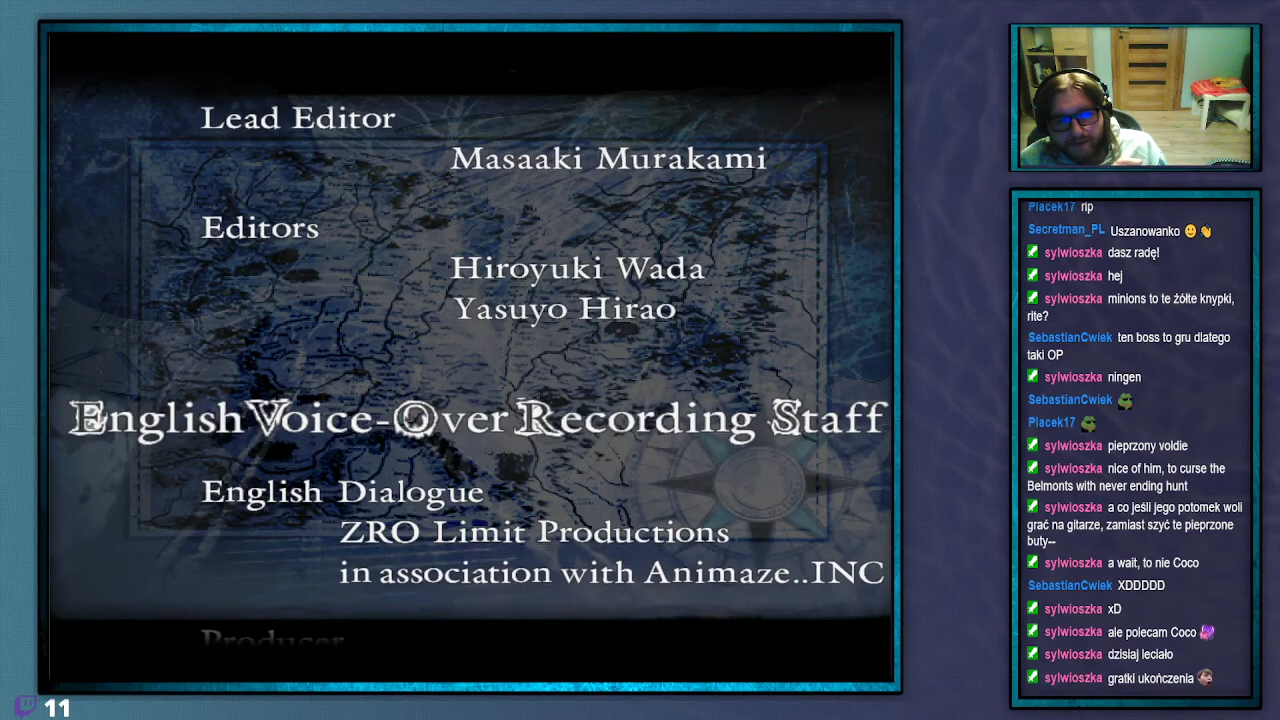 Lead Editor
Masaaki Murakami
Editors
Hiroyuki Wada
Yasuyo Hirao
English Voice-Over Recording Staff
English Dialogue
ZRO Limit Productions
in association with Animaze..INC
Producer
11
Placek17 rip
Secretman_PL Uszanowanko
sylwioszka dasz radę!
sylwioszka hej
sylwioszka minions to te żółte knypki,
rite?
SebastianCwiek ten boss to gru dlatego
taki OP
sylwioszka ningen
SebastianCwiek
Placek17
sylwioszka pieprzony voldie
sylwioszka nice of him, to curse the
Belmonts with never ending hunt
sylwioszka a co jeśli jego potomek woli
grać na gitarze, zamiast szyć te pieprzone
buty--
sylwioszka a wait, to nie Coco
SebastianCwiek XDDDDD
sylwioszka xD
sylwioszka ale polecam Coco
sylwioszka dzisiaj leciało
sylwioszka gratki ukończenia